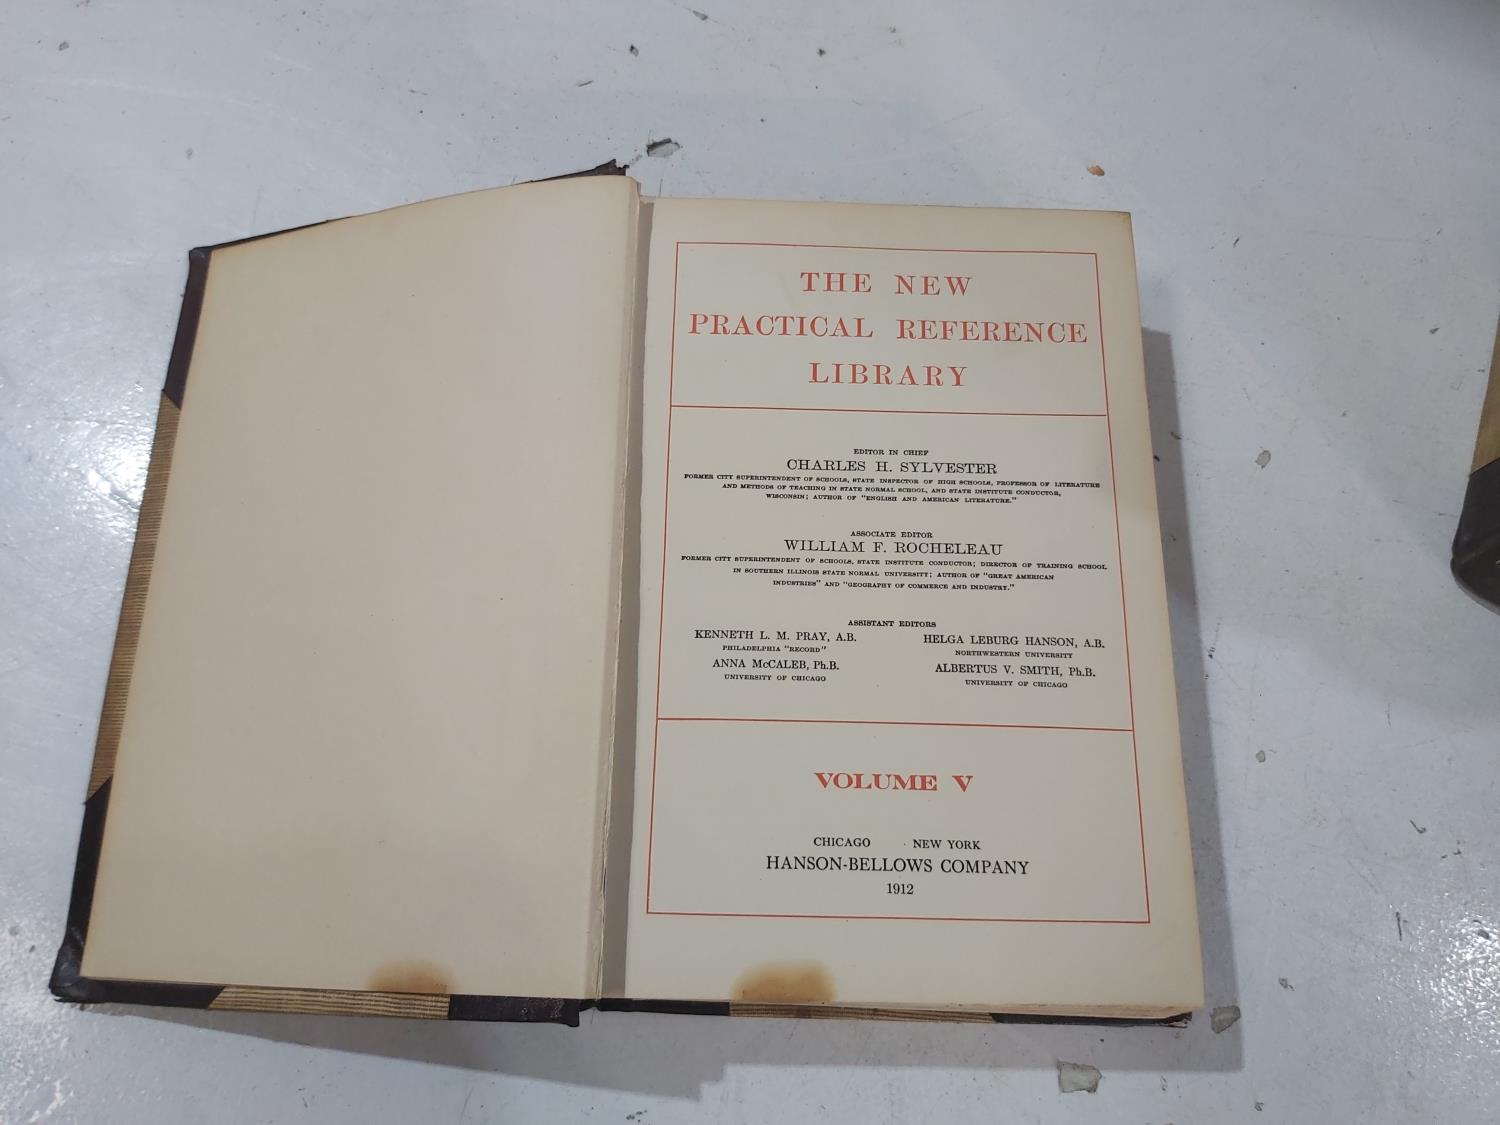 THE NEW
PRACTICAL REFERENCE
LIBRARY
EDITOR IN CHIEF
CHARLES H. SYLVESTER
FORMER CITY SUPERINTENDENT OF SCHOOLS, STATE INSPECTOR OF HIGH SCHOOLS, PROFESSOR OF LITERATURE
AND METHODS OF TEACHING IN STATE NORMAL SCHOOL, AND STATE INSTITUTE CONDUCTOR,
WISCONSIN; AUTHOR OF "ENGLISH AND AMERICAN LITERATURE."
ASSOCIATE EDITOR
WILLIAM F. ROCHELEAU
FORMER CITY SUPERINTENDENT OF SCHOOLS, STATE INSTITUTE CONDUCTOR; DIRECTOR OF TRAINING SCHOOL
IN SOUTHERN ILLINOIS STATE NORMAL UNIVERSITY; AUTHOR OF "GREAT AMERICAN
INDUSTRIES" AND "GEOGRAPHY OF COMMERCE AND INDUSTRY."
ASSISTANT EDITORS
KENNETH L. M. PRAY, A.B.
PHILADELPHIA "RECORD"
ANNA McCALEB, Ph.B.
UNIVERSITY OF CHICAGO
HELGA LEBURG HANSON, A.B.
NORTHWESTERN UNIVERSITY
ALBERTUS V. SMITH, Ph.B.
UNIVERSITY OF CHICAGO
VOLUME V
CHICAGO NEW YORK
HANSON-BELLOWS COMPANY
1912